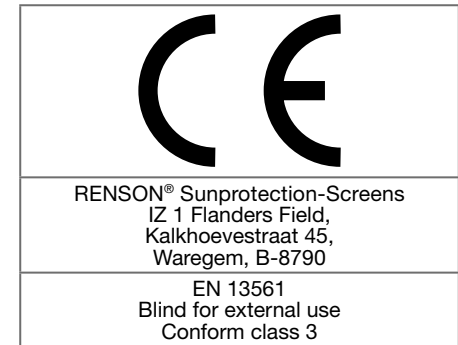 CE
RENSON® Sunprotection-Screens
IZ 1 Flanders Field,
Kalkhoevestraat 45,
Waregem, B-8790
EN 13561
Blind for external use
Conform class 3